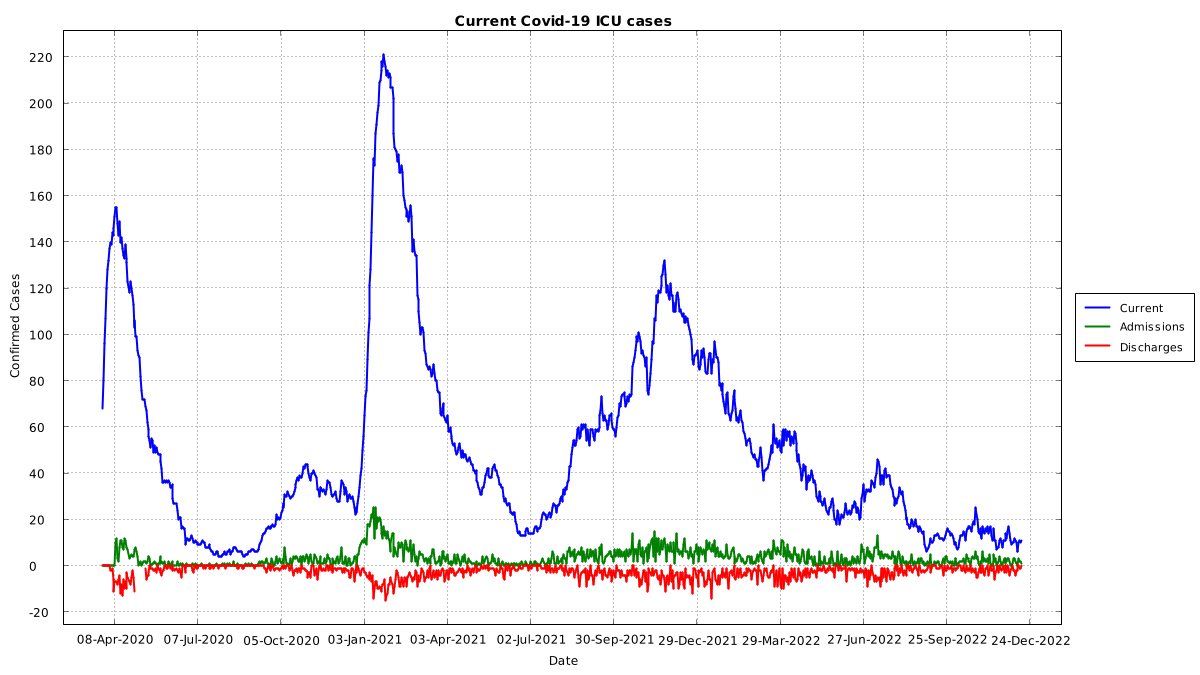 Current Covid-19 ICU cases
Confirmed Cases
220
200
180
160
140
120
100
80
60
40
20
0
-20
08-Apr-2020 07-Jul-2020 05-Oct-2020 03-Jan-2021 03-Apr-2021 02-Jul-2021 30-Sep-2021 29-Dec-2021 29-Mar-2022 27-Jun-2022 25-Sep-2022 24-Dec-2022
Date
Current
Admissions
Discharges